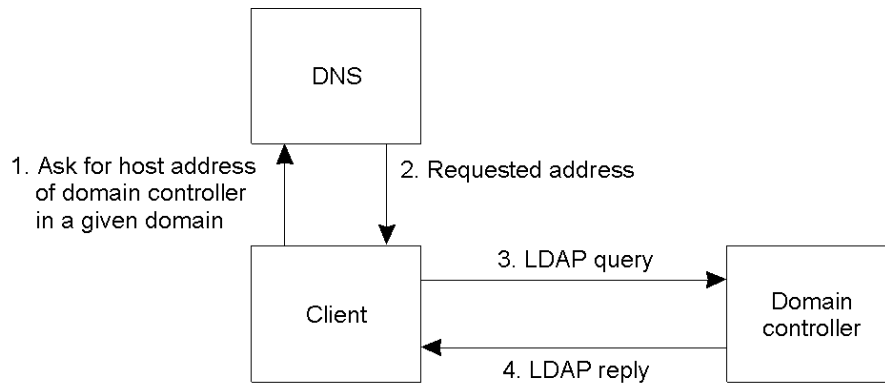 DNS
1. Ask for host address
of domain controller
in a given domain
2. Requested address
3. LDAP query
Client
Domain
controller
4. LDAP reply